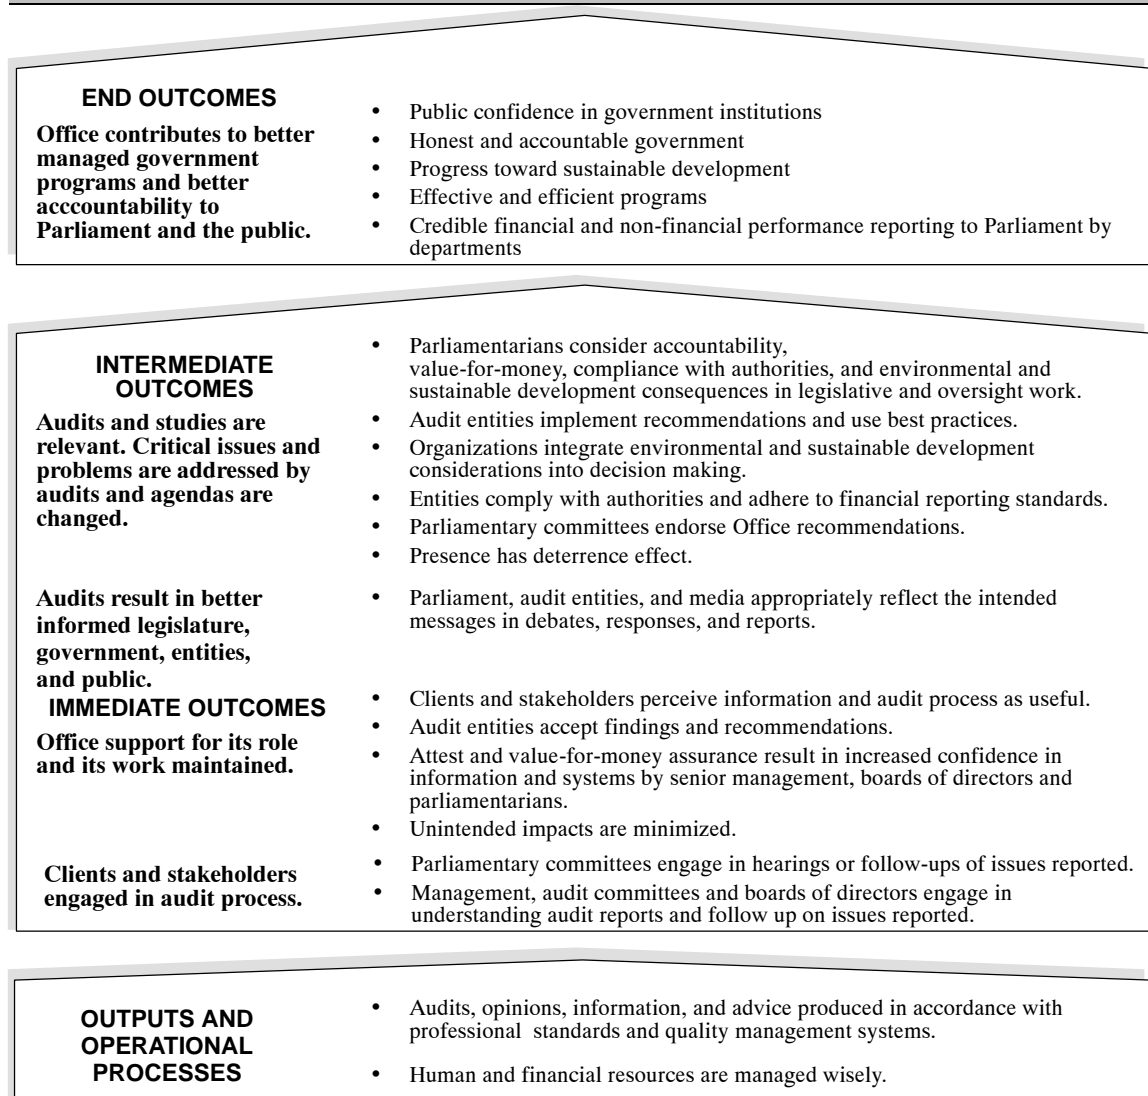 END OUTCOMES
Office contributes to better
managed government
programs and better
acccountability to
Parliament and the public.
• Public confidence in government institutions
• Honest and accountable government
• Progress toward sustainable development
• Effective and efficient programs
• Credible financial and non-financial performance reporting to Parliament by
departments
INTERMEDIATE
OUTCOMES
Audits and studies are
relevant. Critical issues and
problems are addressed by
audits and agendas are
changed.
• Parliamentarians consider accountability,
value-for-money, compliance with authorities, and environmental and
sustainable development consequences in legislative and oversight work.
• Audit entities implement recommendations and use best practices.
• Organizations integrate environmental and sustainable development
considerations into decision making.
• Entities comply with authorities and adhere to financial reporting standards.
• Parliamentary committees endorse Office recommendations.
• Presence has deterrence effect.
Audits result in better
informed legislature,
government, entities,
and public.
• Parliament, audit entities, and media appropriately reflect the intended
messages in debates, responses, and reports.
IMMEDIATE OUTCOMES
Office support for its role
and its work maintained.
• Clients and stakeholders perceive information and audit process as useful.
• Audit entities accept findings and recommendations.
• Attest and value-for-money assurance result in increased confidence in
information and systems by senior management, boards of directors and
parliamentarians.
• Unintended impacts are minimized.
Clients and stakeholders
engaged in audit process.
• Parliamentary committees engage in hearings or follow-ups of issues reported.
• Management, audit committees and boards of directors engage in
understanding audit reports and follow up on issues reported.
OUTPUTS AND
OPERATIONAL
PROCESSES
• Audits, opinions, information, and advice produced in accordance with
professional standards and quality management systems.
• Human and financial resources are managed wisely.